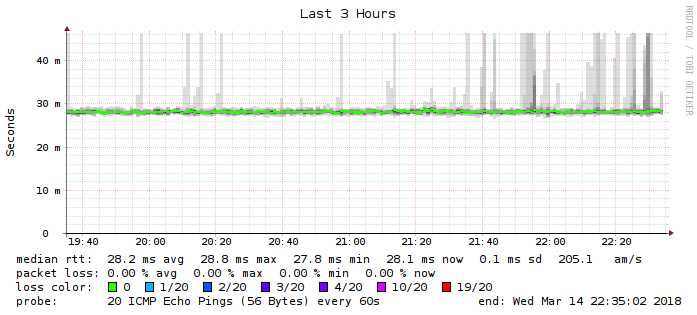 Last 3 Hours
RRDTOOL / TOBI OETIKER
Seconds
40 m
30 m
20 m
10 m
0
19:40 20:00 20:20 20:40 21:00 21:20 21:40 22:00 22:20
median rtt: 28.2 ms avg 28.8 ms max 27.8 ms min 28.1 ms now 0.1 ms sd 205.1 am/s
packet loss: 0.00 % avg 0.00 % max 0.00 % min 0.00 % now
loss color: 0 1/20 2/20 3/20 4/20 10/20 19/20
probe: 20 ICMP Echo Pings (56 Bytes) every 60s end: Wed Mar 14 22:35:02 2018